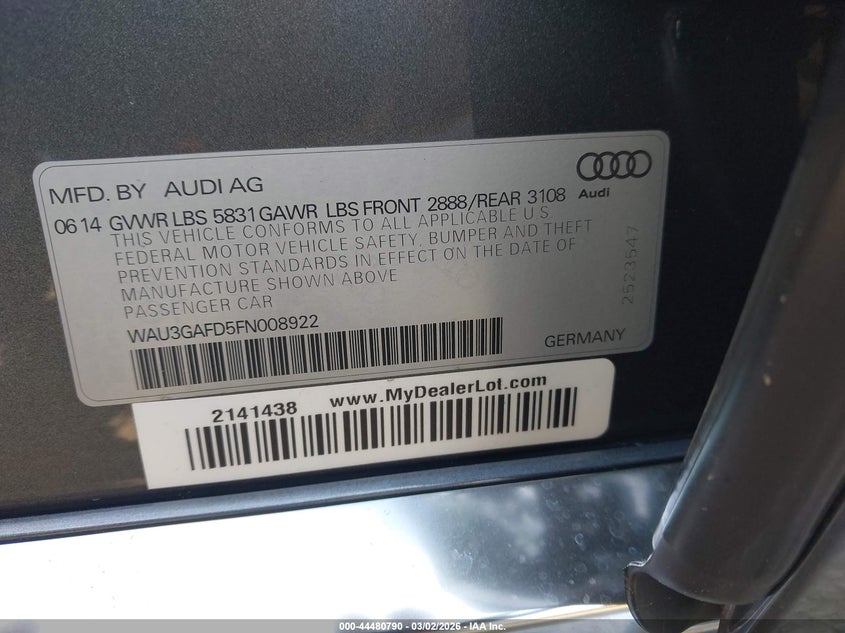 MFD. BY AUDI AG
Audi
06 14 GVWR LBS 5831 GAWR LBS FRONT 2888/REAR 3108
THIS VEHICLE CONFORMS TO ALL APPLICABLE U.S.
FEDERAL MOTOR VEHICLE SAFETY, BUMPER AND THEFT
PREVENTION STANDARDS IN EFFECT ON THE DATE OF
MANUFACTURE SHOWN ABOVE
PASSENGER CAR
2523547
WAU3GAFD5FN008922
GERMANY
2141438 www.MyDealerLot.com
000-44480790 - 03/02/2026 - IAA Inc.